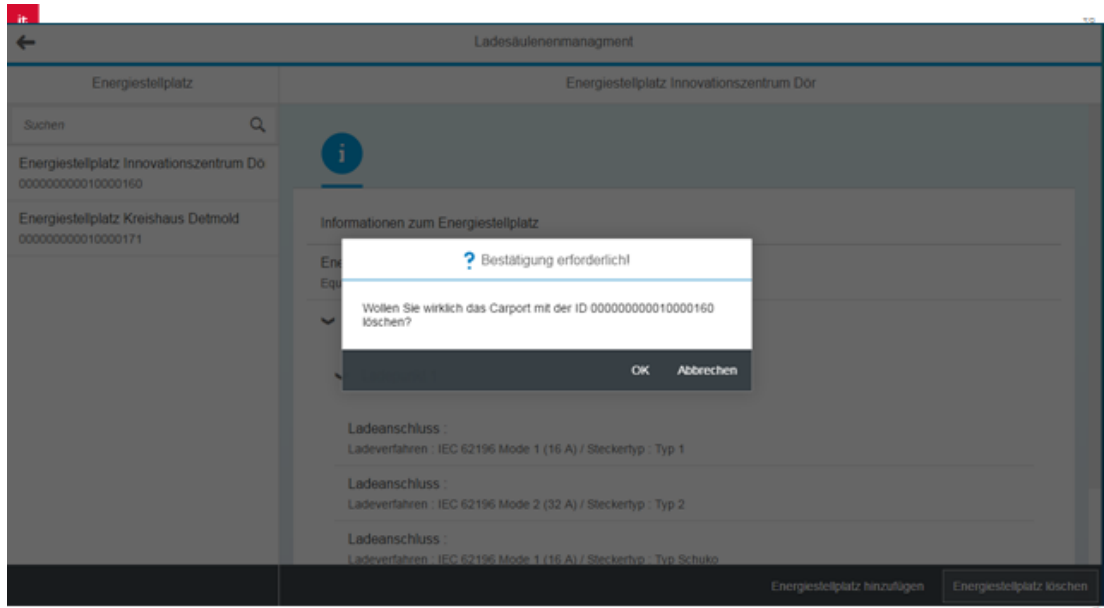 it:
Ladesäulenenmanagment
Energiestellplatz
Energiestellplatz Innovationszentrum Dör
Suchen
Energiestellplatz Innovationszentrum Dö
000000000010000160
Energiestellplatz Kreishaus Detmold
000000000010000171
i
Informationen zum Energiestellplatz
Ene
Equ
? Bestätigung erforderlich!
Wollen Sie wirklich das Carport mit der ID 000000000010000160
löschen?
OK Abbrechen
Ladeanschluss :
Ladeverfahren : IEC 62196 Mode 1 (16 A) / Steckertyp : Typ 1
Ladeanschluss :
Ladeverfahren : IEC 62196 Mode 2 (32 A) / Steckertyp : Typ 2
Ladeanschluss :
Ladeverfahren : IEC 62196 Mode 1 (16 A) / Steckertyp : Typ Schuko
Energiestellplatz hinzufügen Energiestellplatz löschen